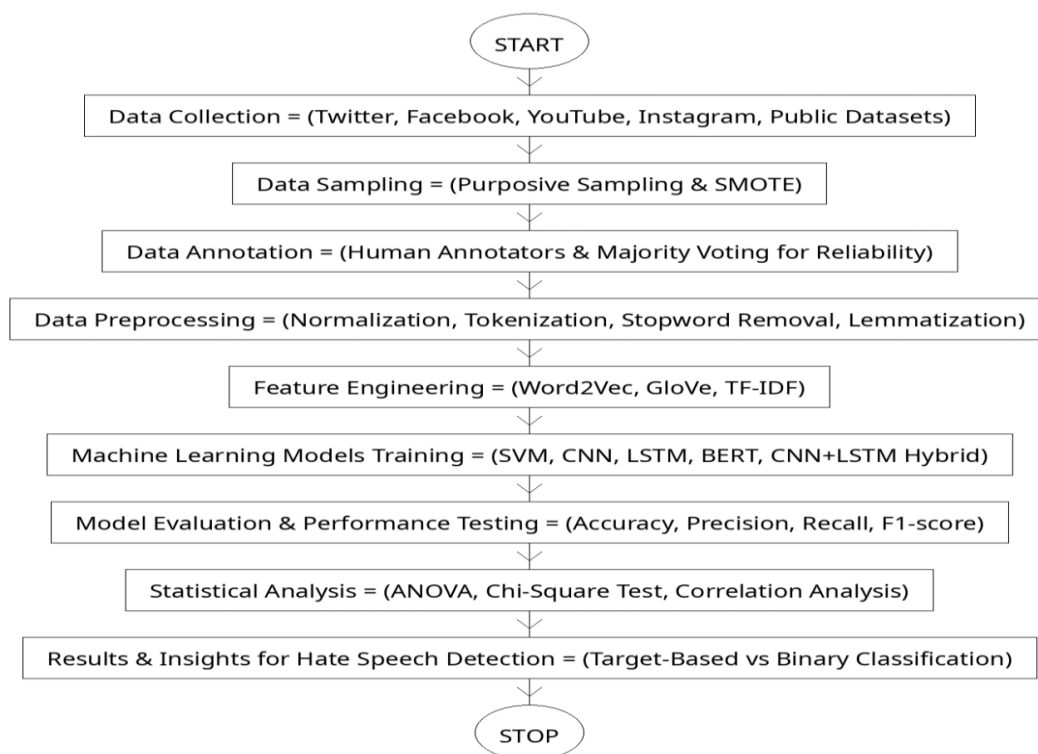 START
Data Collection = (Twitter, Facebook, YouTube, Instagram, Public Datasets)
Data Sampling = (Purposive Sampling & SMOTE)
Data Annotation = (Human Annotators & Majority Voting for Reliability)
Data Preprocessing = (Normalization, Tokenization, Stopword Removal, Lemmatization)
Feature Engineering = (Word2Vec, GloVe, TF-IDF)
Machine Learning Models Training = (SVM, CNN, LSTM, BERT, CNN+LSTM Hybrid)
Model Evaluation & Performance Testing = (Accuracy, Precision, Recall, F1-score)
Statistical Analysis = (ANOVA, Chi-Square Test, Correlation Analysis)
Results & Insights for Hate Speech Detection = (Target-Based vs Binary Classification)
STOP